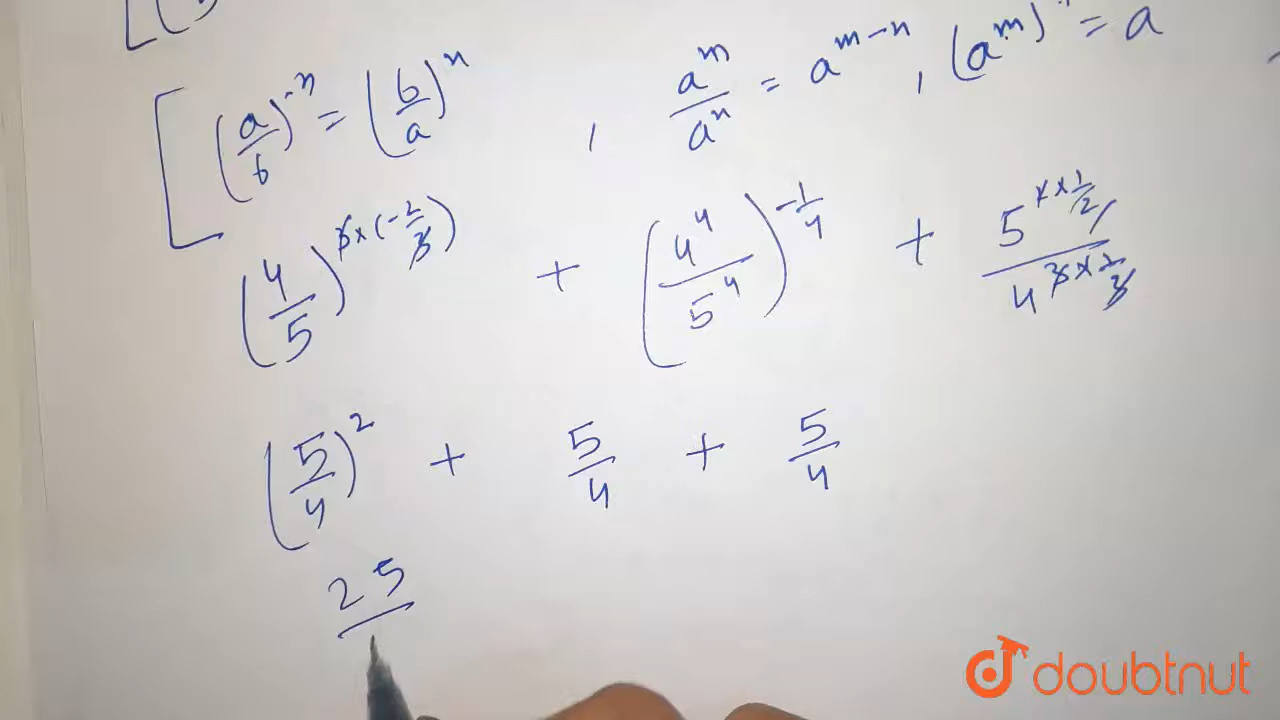 [(
[ (a/b)^-n = (b/a)^n , a^m/a^n = a^m-n , (a^m) = a
(4/5)^3×(-2/3) + (4^4/5^4)^-1/4 + 5^×1/2 / 4^3×1/3
(5/4)^2 + 5/4 + 5/4
25/
doubtnut